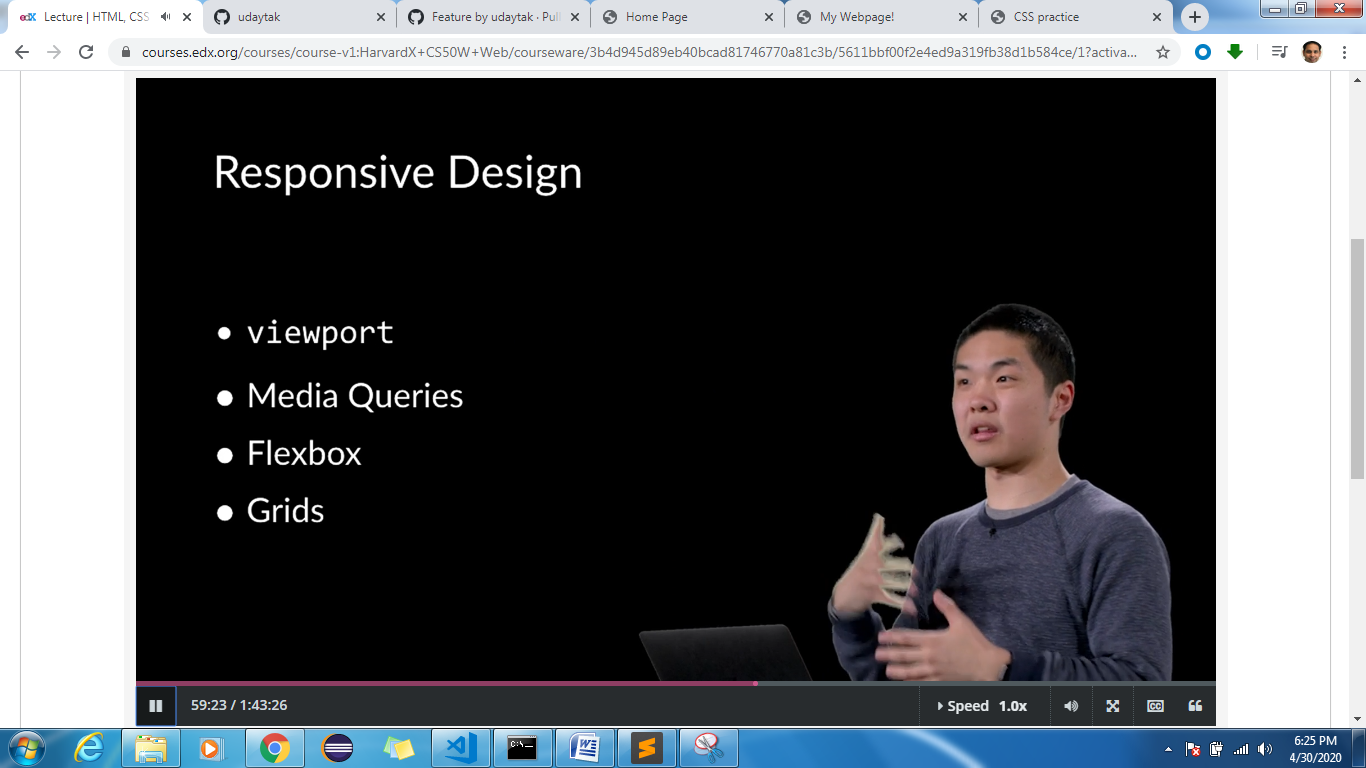 edX Lecture | HTML, CSS
udaytak
Feature by udaytak · Pull
Home Page
My Webpage!
CSS practice
courses.edx.org/courses/course-v1:HarvardX+CS50W+Web/courseware/3b4d945d89eb40bcad81746770a81c3b/5611bbf00f2e4ed9a319fb38d1b584ce/1?activa...
Responsive Design
• viewport
• Media Queries
• Flexbox
• Grids
59:23 / 1:43:26
Speed 1.0x
CC
C:\
6:25 PM
4/30/2020